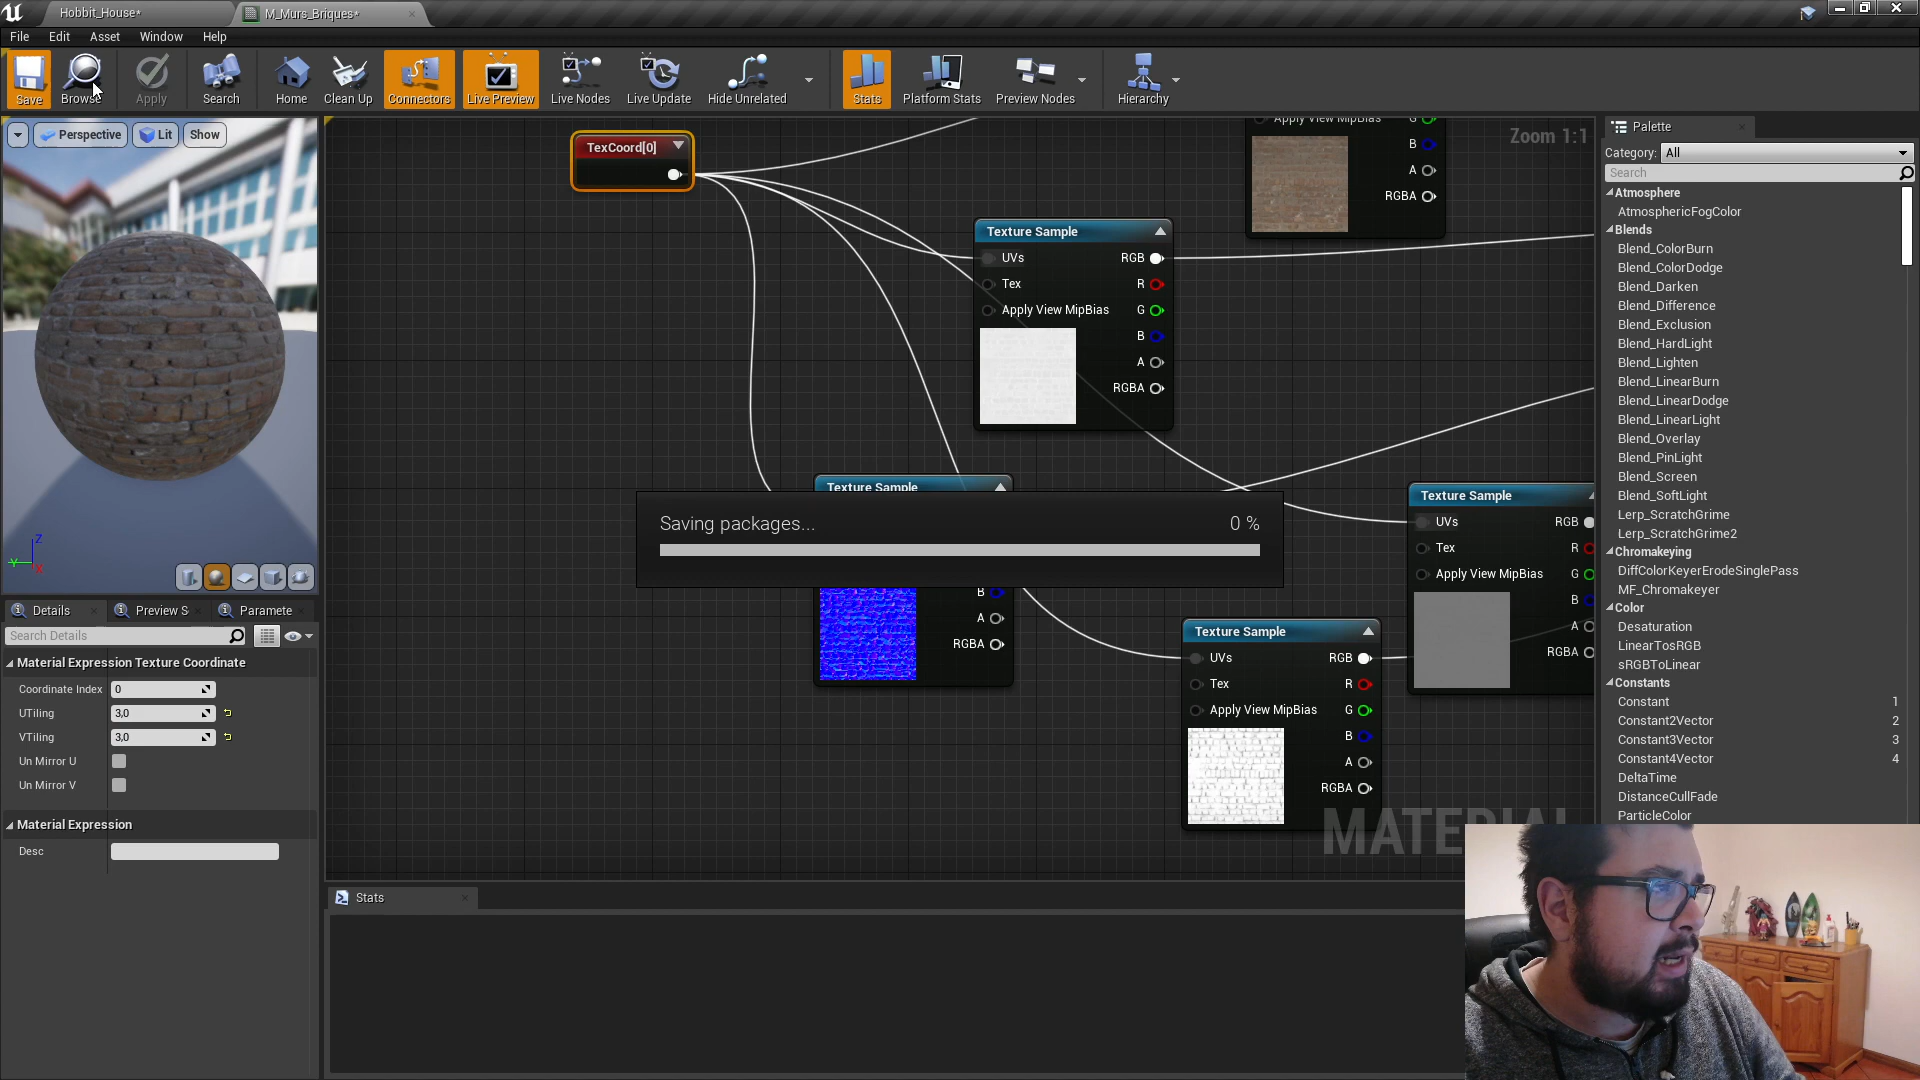 Hobbit_House*
M_Murs_Briques*
File Edit Asset Window Help
Save Browse Apply Search Home Clean Up Connectors Live Preview Live Nodes Live Update Hide Unrelated Stats Platform Stats Preview Nodes Hierarchy
Perspective Lit Show
Z
Y
X
TexCoord[0]
Zoom 1:1
Apply View MipBias G
B
A
RGBA
Texture Sample
UVs RGB
Tex R
Apply View MipBias G
B
A
RGBA
Texture Sample
B
A
RGBA
Saving packages... 0 %
Texture Sample
UVs RGB
Tex R
Apply View MipBias G
B
A
RGBA
Texture Sample
UVs RGB
Tex R
Apply View MipBias G
B
A
RGBA
Details Preview S Paramete
Search Details
Material Expression Texture Coordinate
Coordinate Index 0
UTiling 3,0
VTiling 3,0
Un Mirror U
Un Mirror V
Material Expression
Desc
Stats
Palette
Category: All
Search
Atmosphere
AtmosphericFogColor
Blends
Blend_ColorBurn
Blend_ColorDodge
Blend_Darken
Blend_Difference
Blend_Exclusion
Blend_HardLight
Blend_Lighten
Blend_LinearBurn
Blend_LinearDodge
Blend_LinearLight
Blend_Overlay
Blend_PinLight
Blend_Screen
Blend_SoftLight
Lerp_ScratchGrime
Lerp_ScratchGrime2
Chromakeying
DiffColorKeyerErodeSinglePass
MF_Chromakeyer
Color
Desaturation
LinearTosRGB
sRGBToLinear
Constants
Constant 1
Constant2Vector 2
Constant3Vector 3
Constant4Vector 4
DeltaTime
DistanceCullFade
ParticleColor